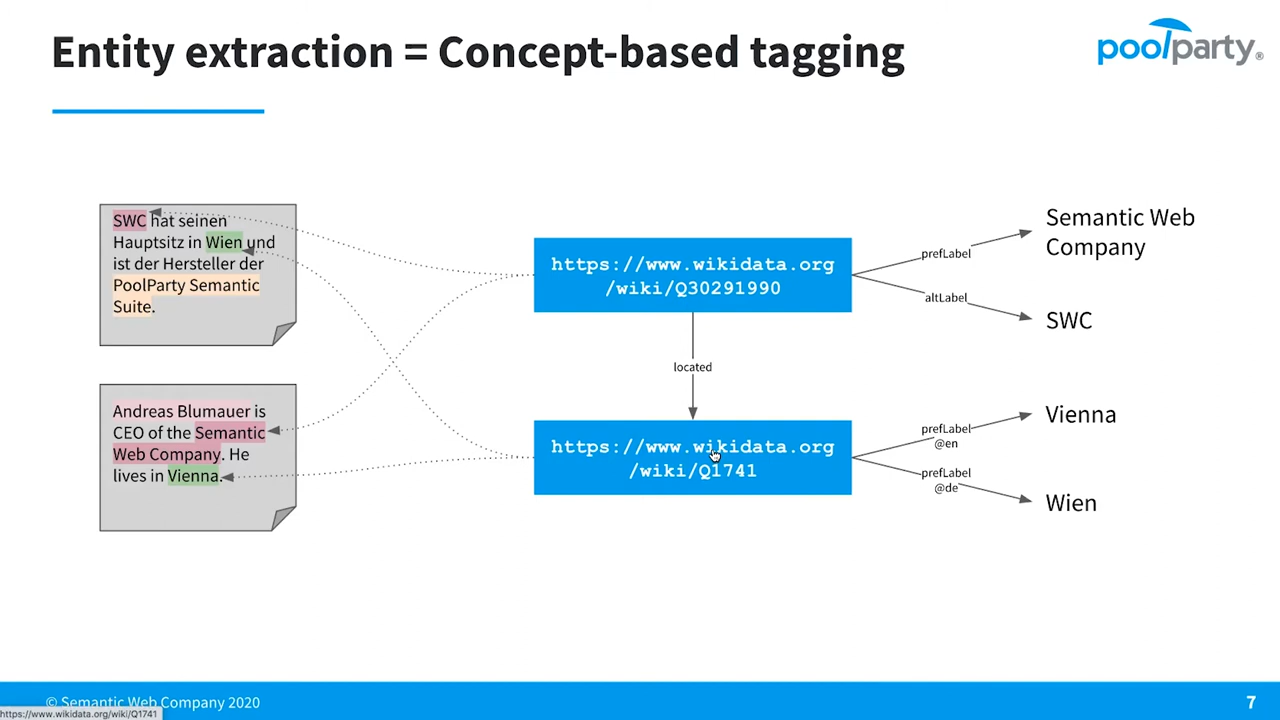 Entity extraction = Concept-based tagging
poolparty®
SWC hat seinen
Hauptsitz in Wien und
ist der Hersteller der
PoolParty Semantic
Suite.
Andreas Blumauer is
CEO of the Semantic
Web Company. He
lives in Vienna.
https://www.wikidata.org
/wiki/Q30291990
located
https://www.wikidata.org
/wiki/Q1741
prefLabel
altLabel
Semantic Web
Company
SWC
prefLabel
@en
prefLabel
@de
Vienna
Wien
© Semantic Web Company 2020
7
https://www.wikidata.org/wiki/Q1741